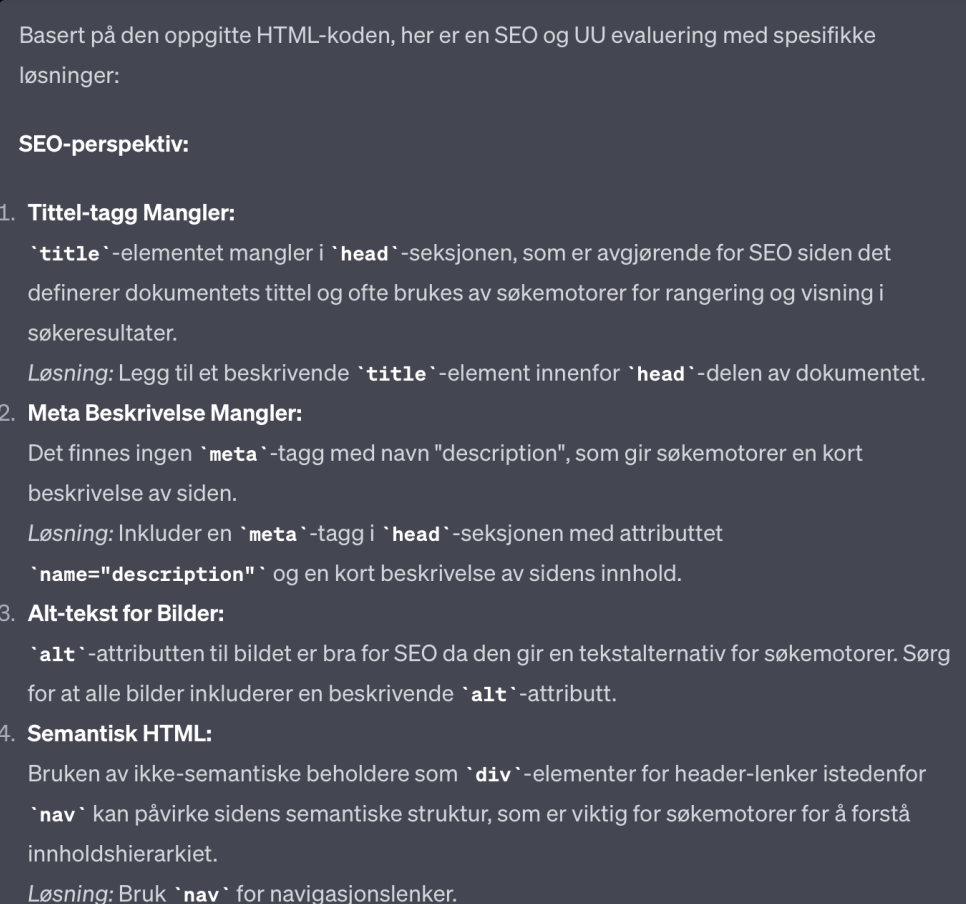 Basert på den oppgitte HTML-koden, her er en SEO og UU evaluering med spesifikke
løsninger:
SEO-perspektiv:
1. Tittel-tagg Mangler:
`title`-elementet mangler i `head`-seksjonen, som er avgjørende for SEO siden det
definerer dokumentets tittel og ofte brukes av søkemotorer for rangering og visning i
søkeresultater.
Løsning: Legg til et beskrivende `title`-element innenfor `head`-delen av dokumentet.
2. Meta Beskrivelse Mangler:
Det finnes ingen `meta`-tagg med navn "description", som gir søkemotorer en kort
beskrivelse av siden.
Løsning: Inkluder en `meta`-tagg i `head`-seksjonen med attributtet
`name="description"` og en kort beskrivelse av sidens innhold.
3. Alt-tekst for Bilder:
`alt`-attributten til bildet er bra for SEO da den gir en tekstalternativ for søkemotorer. Sørg
for at alle bilder inkluderer en beskrivende `alt`-attributt.
4. Semantisk HTML:
Bruken av ikke-semantiske beholdere som `div`-elementer for header-lenker istedenfor
`nav` kan påvirke sidens semantiske struktur, som er viktig for søkemotorer for å forstå
innholdshierarkiet.
Løsning: Bruk `nav` for navigasjonslenker.